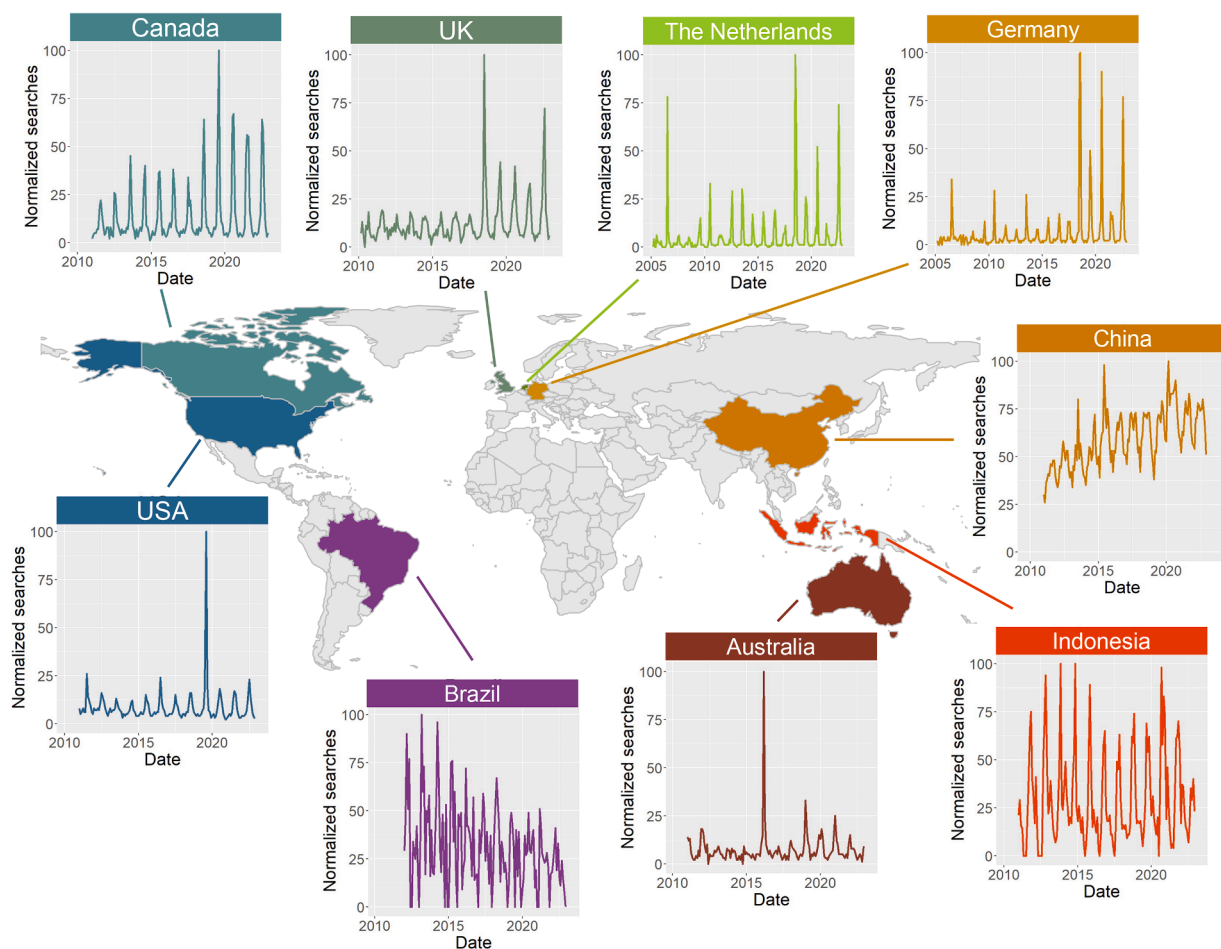 Canada
100
75
50
25
0
Normalized searches
2010
2015
2020
Date
UK
100
75
50
25
0
Normalized searches
2010
2015
2020
Date
The Netherlands
100
75
50
25
0
Normalized searches
2005
2010
2015
2020
Date
Germany
100
75
50
25
0
Normalized searches
2005
2010
2015
2020
Date
China
100
75
50
25
0
Normalized searches
2010
2015
2020
Date
USA
100
75
50
25
0
Normalized searches
2010
2015
2020
Date
Brazil
100
75
50
25
0
Normalized searches
2010
2015
2020
Date
Australia
100
75
50
25
0
Normalized searches
2010
2015
2020
Date
Indonesia
100
75
50
25
0
Normalized searches
2010
2015
2020
Date